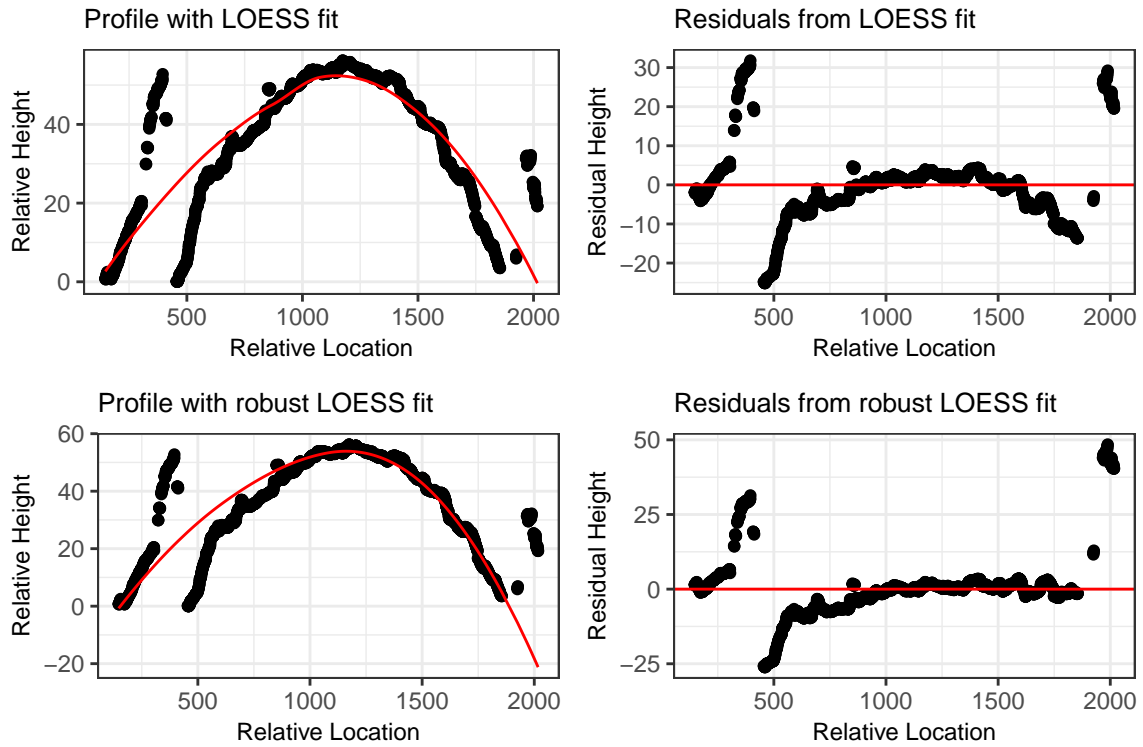 Profile with LOESS fit
Relative Height
40
20
0
500 1000 1500 2000
Relative Location
Residuals from LOESS fit
Residual Height
30
20
10
0
−10
−20
500 1000 1500 2000
Relative Location
Profile with robust LOESS fit
Relative Height
60
40
20
0
−20
500 1000 1500 2000
Relative Location
Residuals from robust LOESS fit
Residual Height
50
25
0
−25
500 1000 1500 2000
Relative Location